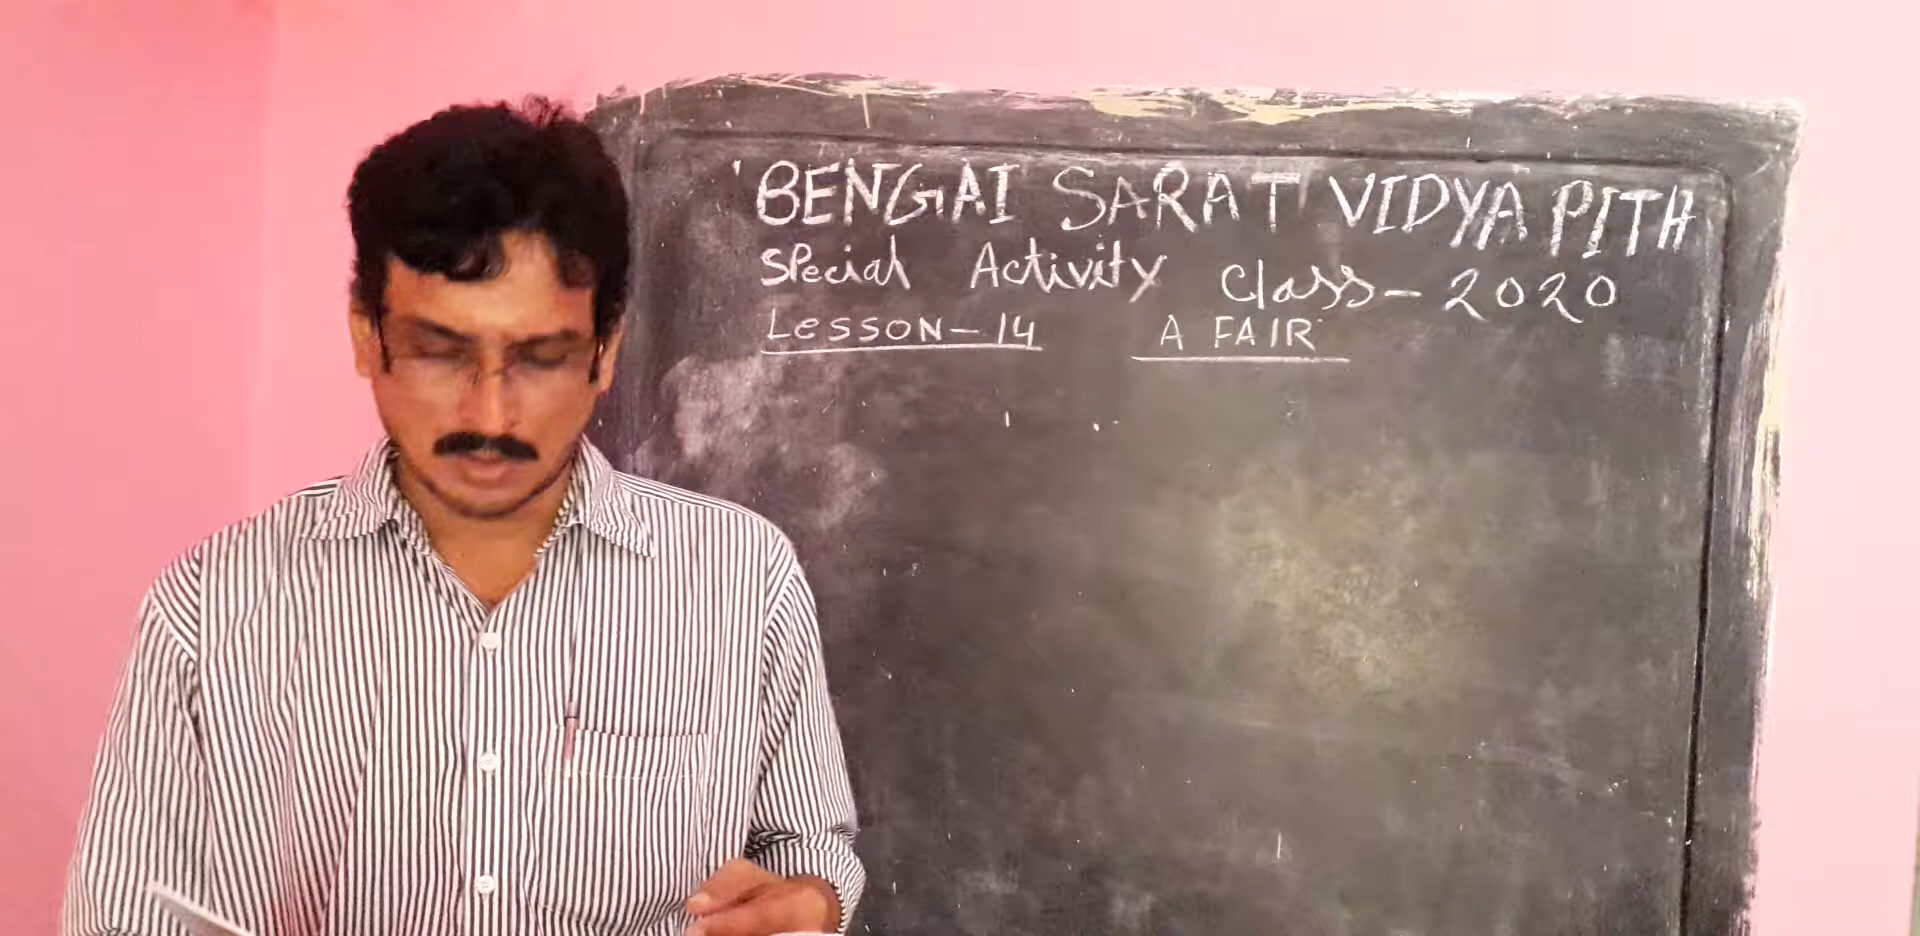 'BENGAI SARAT VIDYA PITH
Special Activity Class - 2020
LESSON - 14 A FAIR